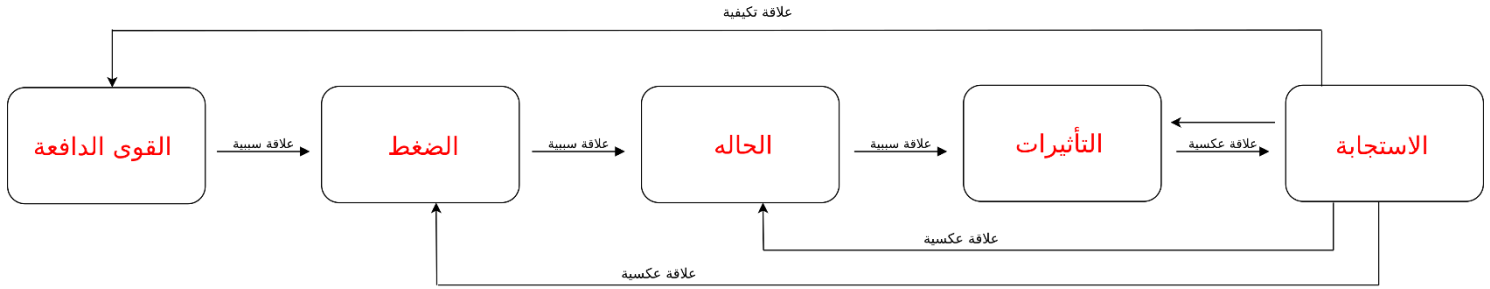 علاقة تكيفية
القوى الدافعة
علاقة سببية
الضغط
علاقة سببية
الحاله
علاقة سببية
التأثيرات
علاقة عكسية
الاستجابة
علاقة عكسية
علاقة عكسية